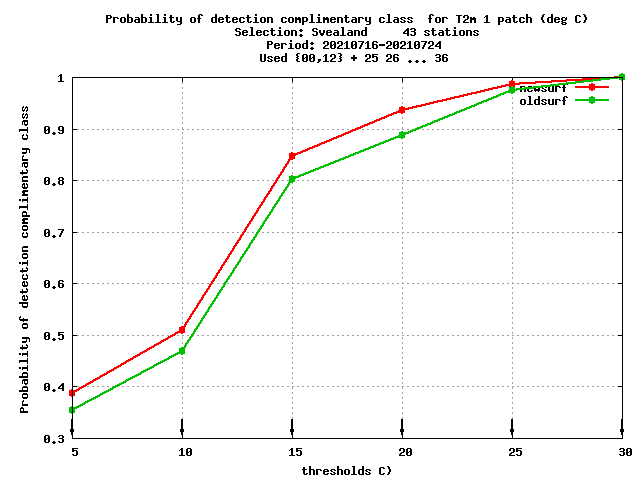 Probability of detection complimentary class  for T2m 1 patch (deg C)
Selection: Svealand     43 stations
Period: 20210716-20210724
Used {00,12} + 25 26 ... 36
Probability of detection complimentary class
1
0.9
0.8
0.7
0.6
0.5
0.4
0.3
newsurf
oldsurf
5 10 15 20 25 30
thresholds C)